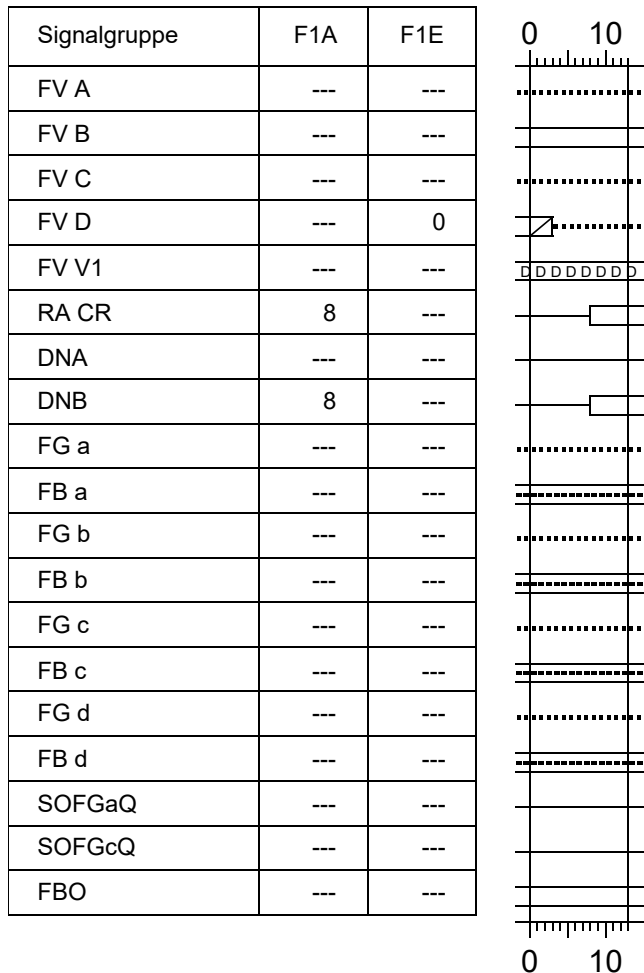 Signalgruppe F1A F1E 0 10
FV A --- ---
FV B --- ---
FV C --- ---
FV D --- 0
FV V1 --- --- D D D D D D D D
RA CR 8 ---
DNA --- ---
DNB 8 ---
FG a --- ---
FB a --- ---
FG b --- ---
FB b --- ---
FG c --- ---
FB c --- ---
FG d --- ---
FB d --- ---
SOFGaQ --- ---
SOFGcQ --- ---
FBO --- ---
0 10